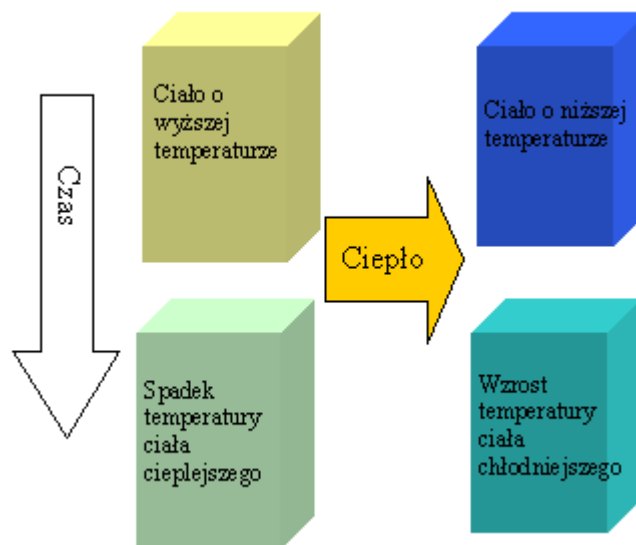 Ciało o
wyższej
temperaturze
Ciało o niższej
temperaturze
Czas
Ciepło
Spadek
temperatury
ciała
cieplejszego
Wzrost
temperatury
ciała
chłodniejszego